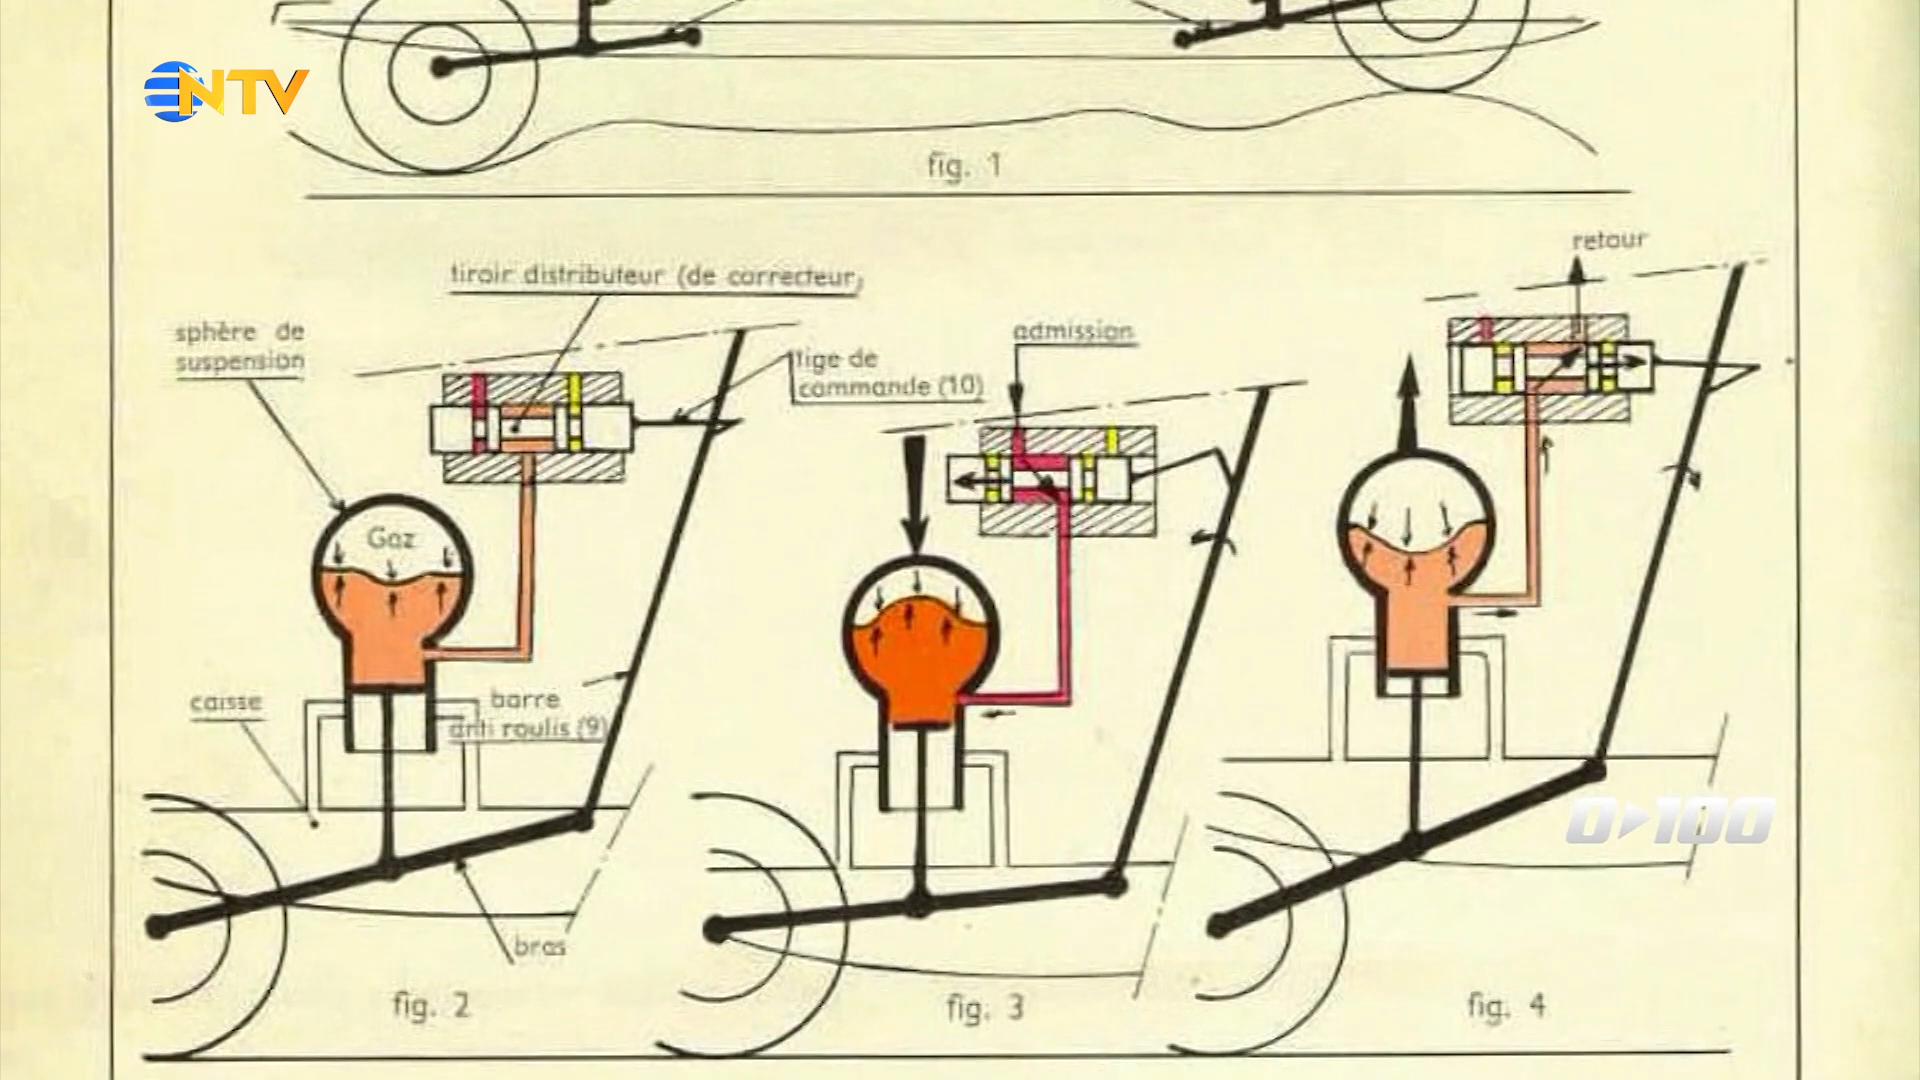 NTV
fig. 1
retour
tiroir distributeur (de correcteur)
sphère de
suspension
admission
tige de
commande (10)
Gaz
caisse
barre
anti roulis (9)
0 100
bras
fig. 2
fig. 3
fig. 4